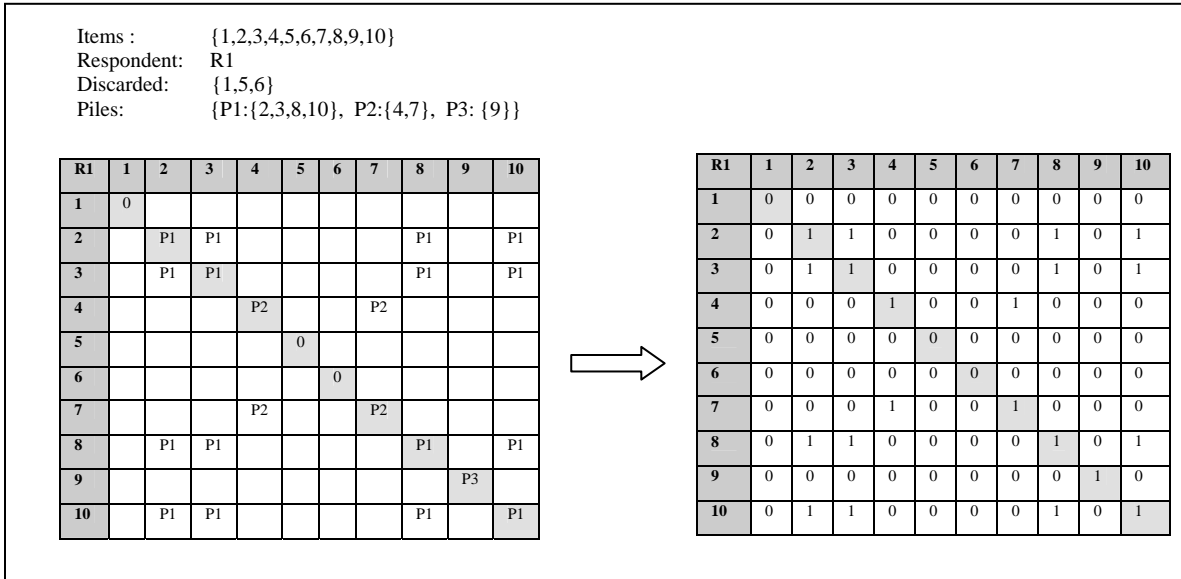 Items : {1,2,3,4,5,6,7,8,9,10}
Respondent: R1
Discarded: {1,5,6}
Piles: {P1:{2,3,8,10}, P2:{4,7}, P3: {9}}
R1 1 2 3 4 5 6 7 8 9 10
1 0
2 P1 P1 P1 P1
3 P1 P1 P1 P1
4 P2 P2
5 0
6 0
7 P2 P2
8 P1 P1 P1 P1
9 P3
10 P1 P1 P1 P1
R1 1 2 3 4 5 6 7 8 9 10
1 0 0 0 0 0 0 0 0 0 0
2 0 1 1 0 0 0 0 1 0 1
3 0 1 1 0 0 0 0 1 0 1
4 0 0 0 1 0 0 1 0 0 0
5 0 0 0 0 0 0 0 0 0 0
6 0 0 0 0 0 0 0 0 0 0
7 0 0 0 1 0 0 1 0 0 0
8 0 1 1 0 0 0 0 1 0 1
9 0 0 0 0 0 0 0 0 1 0
10 0 1 1 0 0 0 0 1 0 1